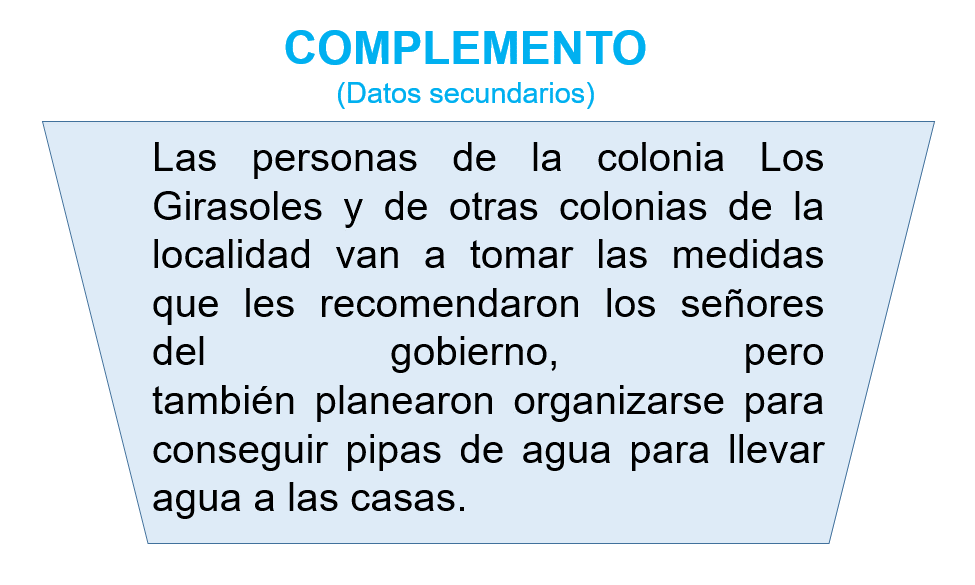 COMPLEMENTO
(Datos secundarios)
Las personas de la colonia Los
Girasoles y de otras colonias de la
localidad van a tomar las medidas
que les recomendaron los señores
del gobierno, pero
también planearon organizarse para
conseguir pipas de agua para llevar
agua a las casas.